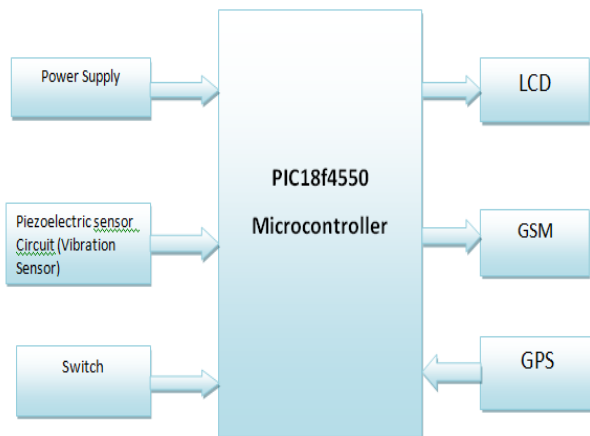 Power Supply
Piezoelectric sensor
Circuit (Vibration
Sensor)
Switch
PIC18f4550
Microcontroller
LCD
GSM
GPS